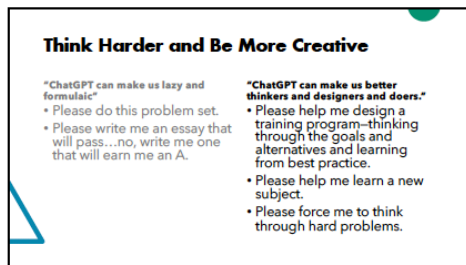 Think Harder and Be More Creative
"ChatGPT can make us lazy and
formulaic"
• Please do this problem set.
• Please write me an essay that
will pass...no, write me one
that will earn me an A.
"ChatGPT can make us better
thinkers and designers and doers."
• Please help me design a
training program—thinking
through the goals and
alternatives and learning
from best practice.
• Please help me learn a new
subject.
• Please force me to think
through hard problems.